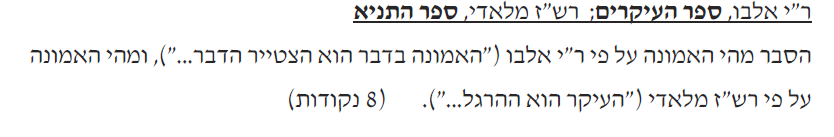 ר״י אלבו, ספר העיקרים; רש״ז מלאדי, ספר התניא
הסבר מהי האמונה על פי ר״י אלבו (״האמונה בדבר הוא הצטייר הדבר...״), ומהי האמונה
על פי רש״ז מלאדי (״העיקר הוא ההרגל...״). (8 נקודות)